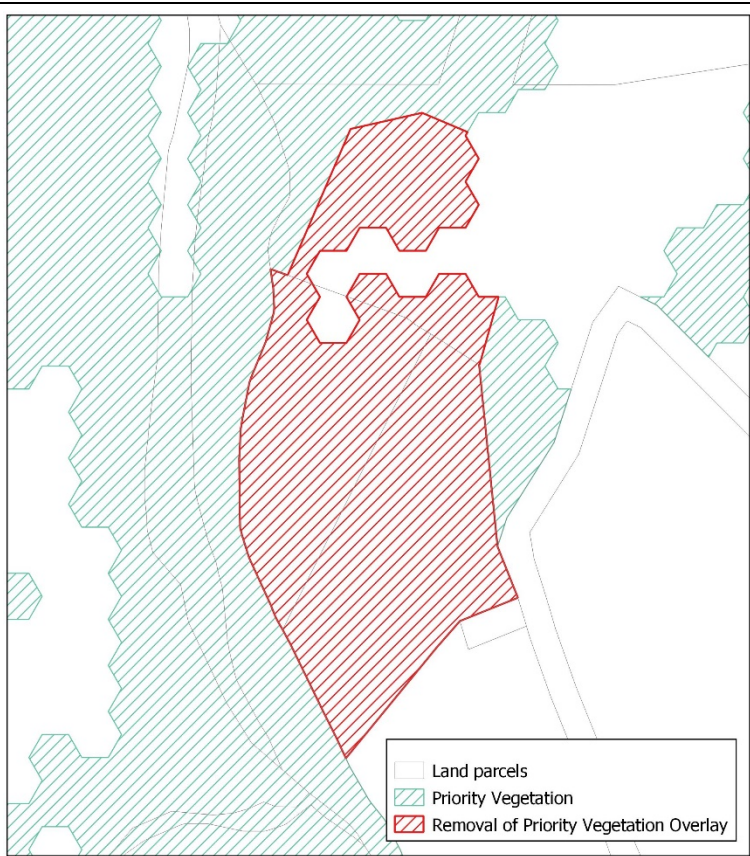 Land parcels
Priority Vegetation
Removal of Priority Vegetation Overlay